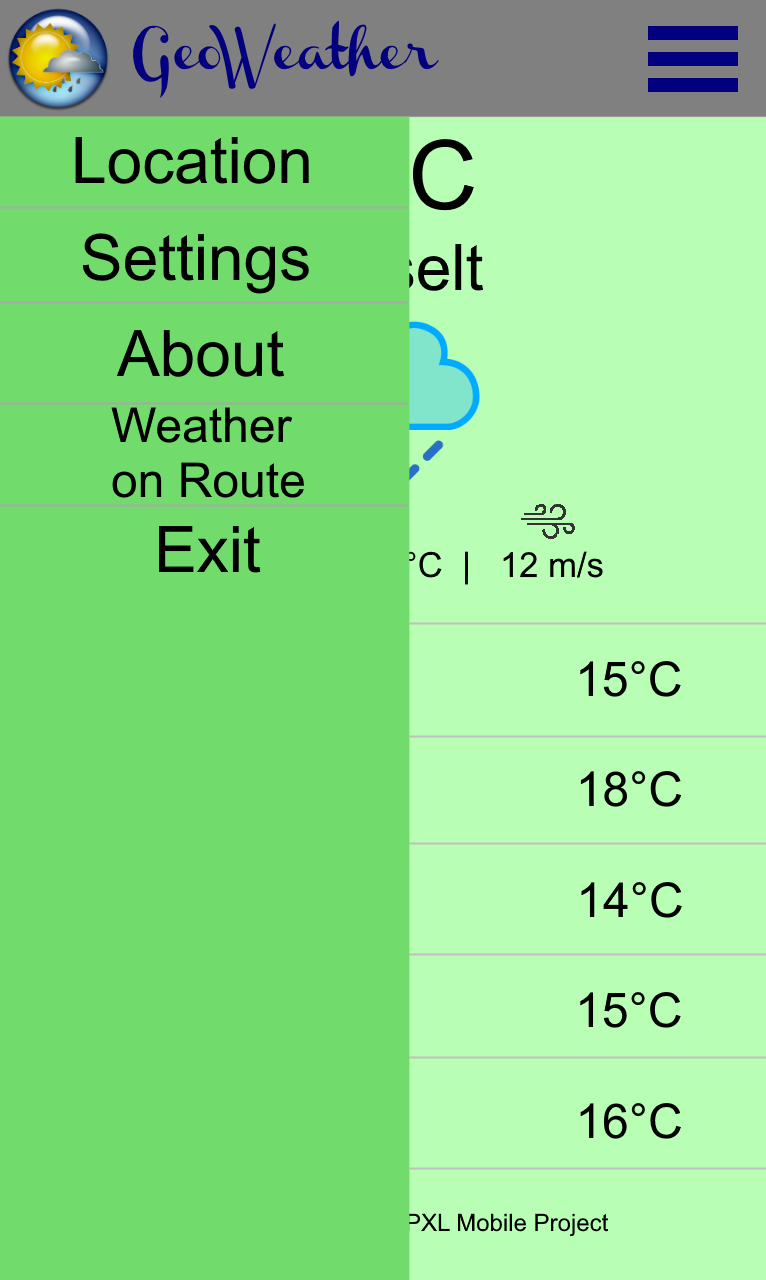 GeoWeather
Location
C
Settings
selt
About
Weather
on Route
Exit
°C | 12 m/s
15°C
18°C
14°C
15°C
16°C
PXL Mobile Project